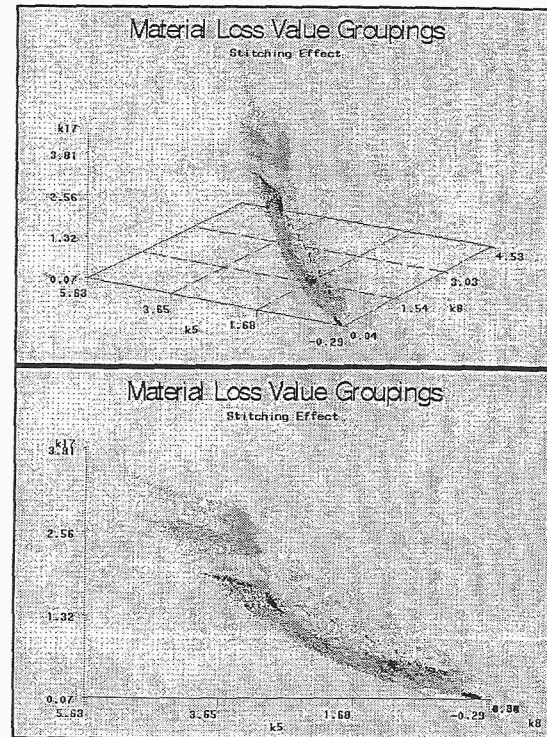 Material Loss Value Groupings
Stitching Effect
k17
3.81
2.56
1.32
0.07
5.63
3.65
k5
1.68
-0.29
0.04
1.54
k8
3.03
4.53
Material Loss Value Groupings
Stitching Effect
k17
3.81
2.56
1.32
0.07
5.63
3.65
k5
1.68
-0.29
k8